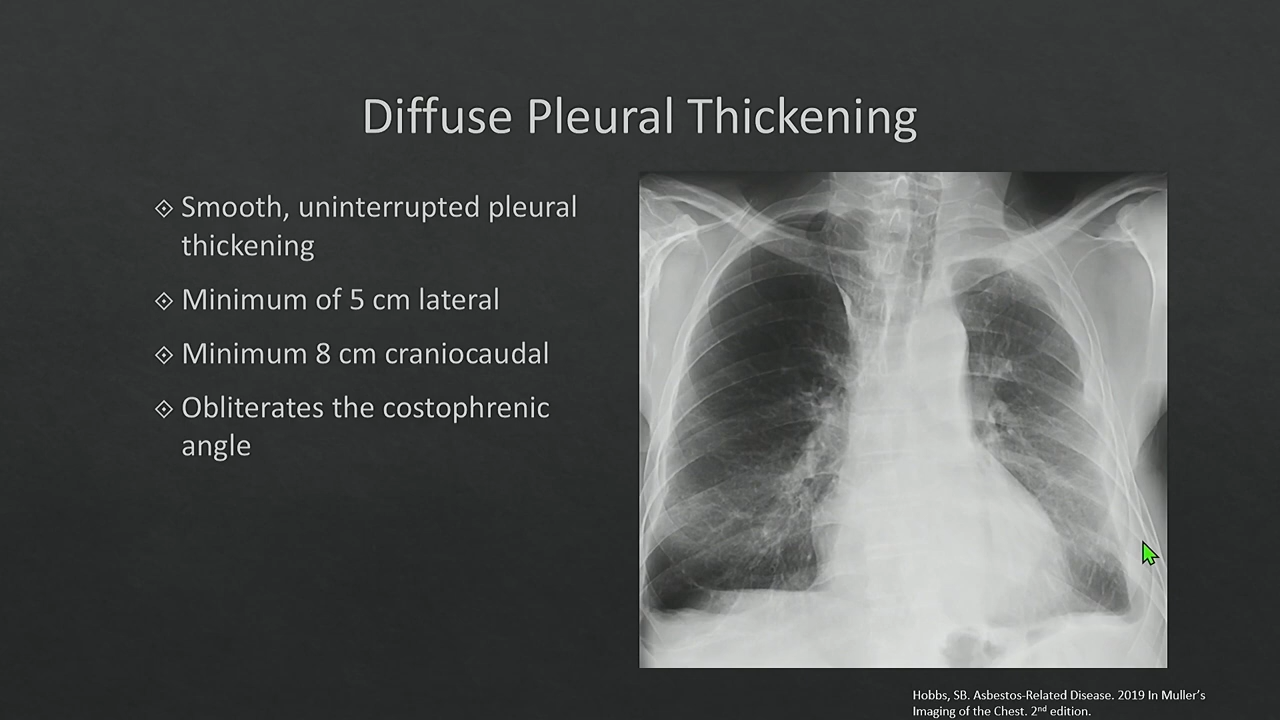 Diffuse Pleural Thickening
Smooth, uninterrupted pleural
thickening
Minimum of 5 cm lateral
Minimum 8 cm craniocaudal
Obliterates the costophrenic
angle
Hobbs, SB. Asbestos-Related Disease. 2019 In Muller’s
Imaging of the Chest. 2nd edition.